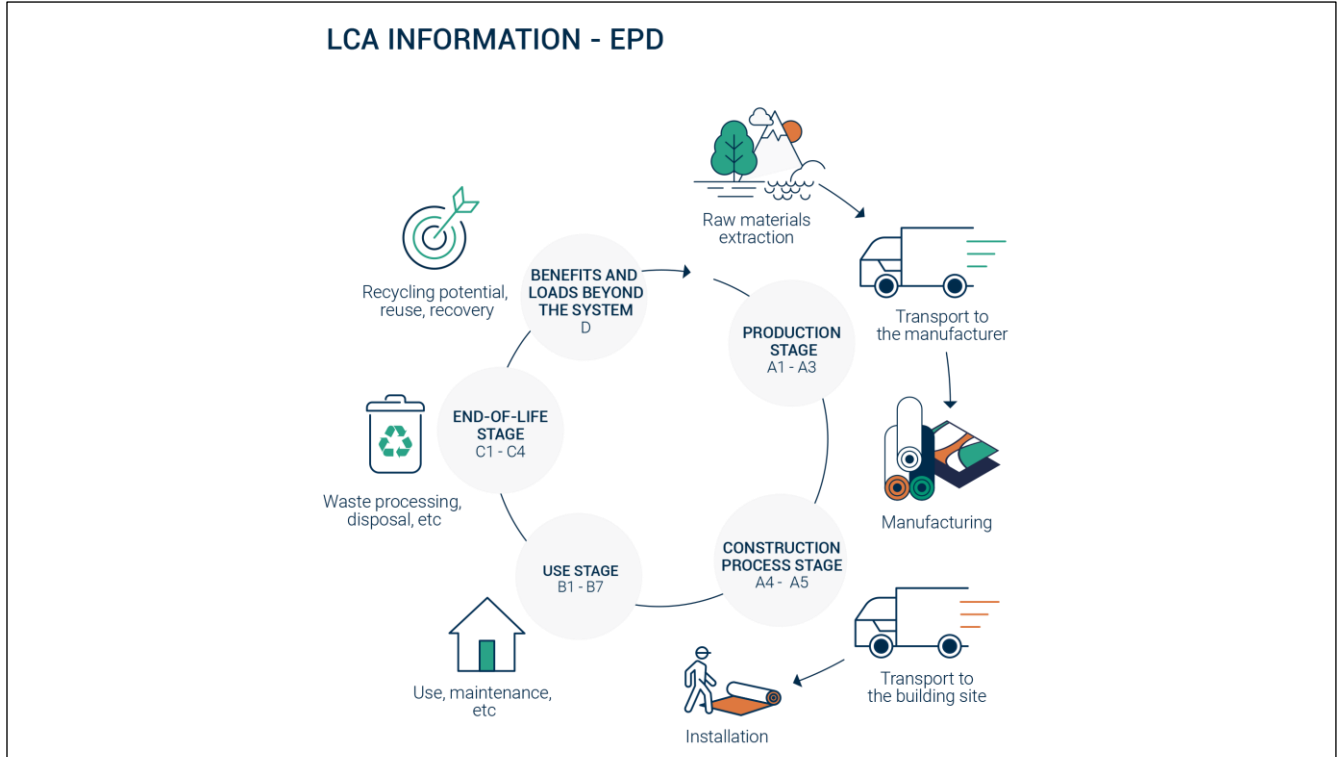 LCA INFORMATION - EPD
Raw materials
extraction
Transport to
the manufacturer
Manufacturing
PRODUCTION
STAGE
A1 - A3
CONSTRUCTION
PROCESS STAGE
A4 - A5
Transport to
the building site
Installation
USE STAGE
B1 - B7
Use, maintenance,
etc
END-OF-LIFE
STAGE
C1 - C4
Waste processing,
disposal, etc
BENEFITS AND
LOADS BEYOND
THE SYSTEM
D
Recycling potential,
reuse, recovery